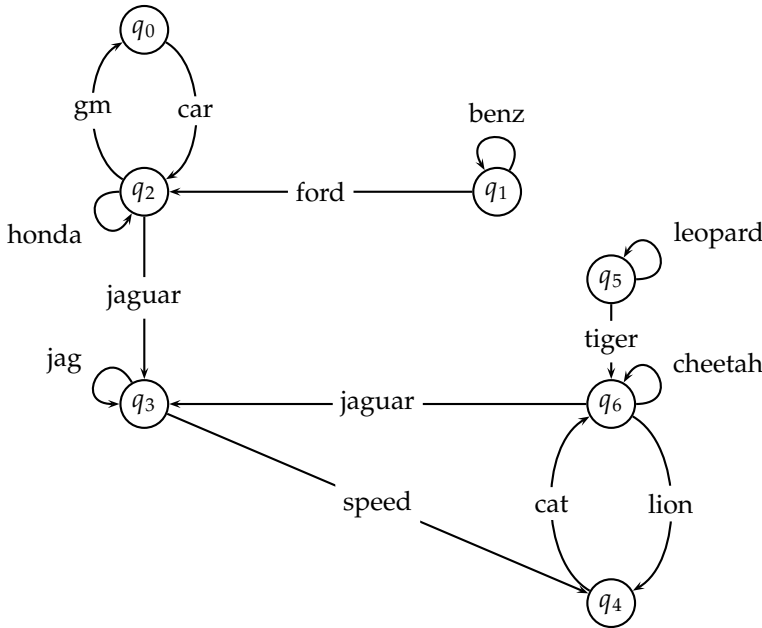 q0
gm
car
benz
q2
ford
q1
honda
leopard
q5
jaguar
tiger
jag
cheetah
q3
jaguar
q6
speed
cat
lion
q4